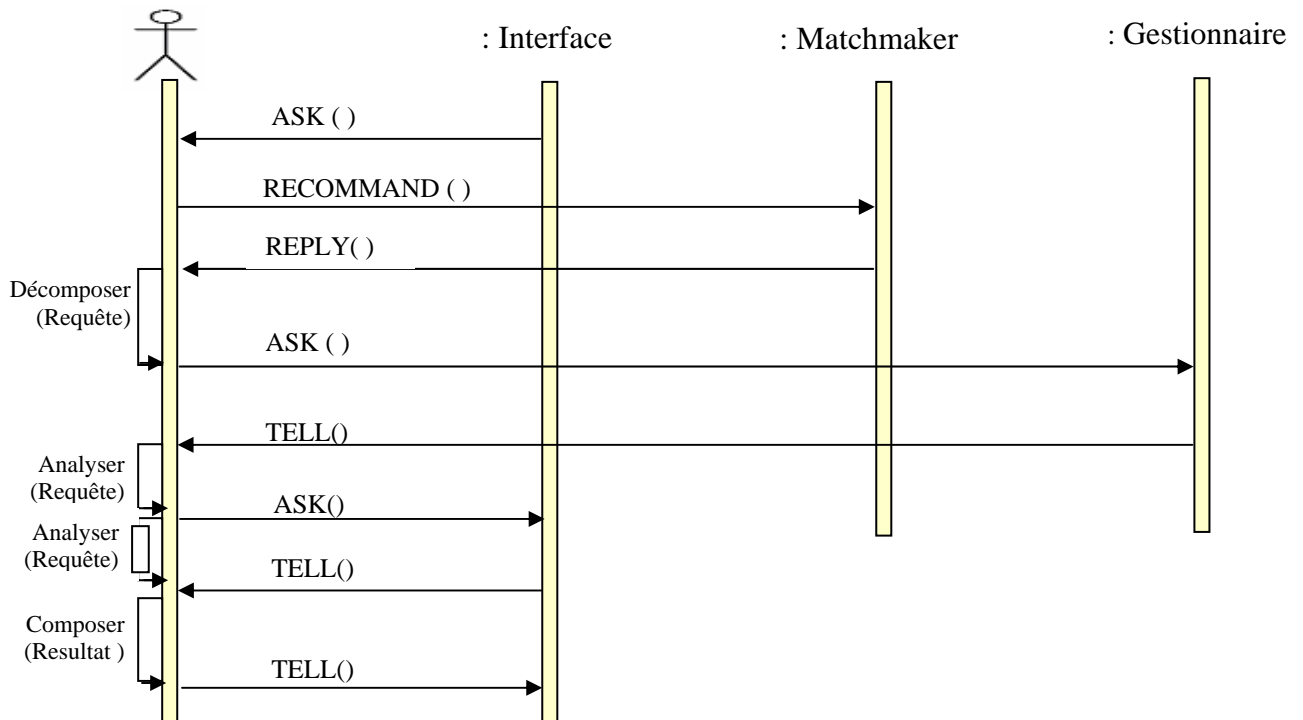 : Interface
: Matchmaker
: Gestionnaire
ASK ( )
RECOMMAND ( )
REPLY( )
Décomposer
(Requête)
ASK ( )
TELL()
Analyser
(Requête)
ASK()
Analyser
(Requête)
TELL()
Composer
(Resultat )
TELL()